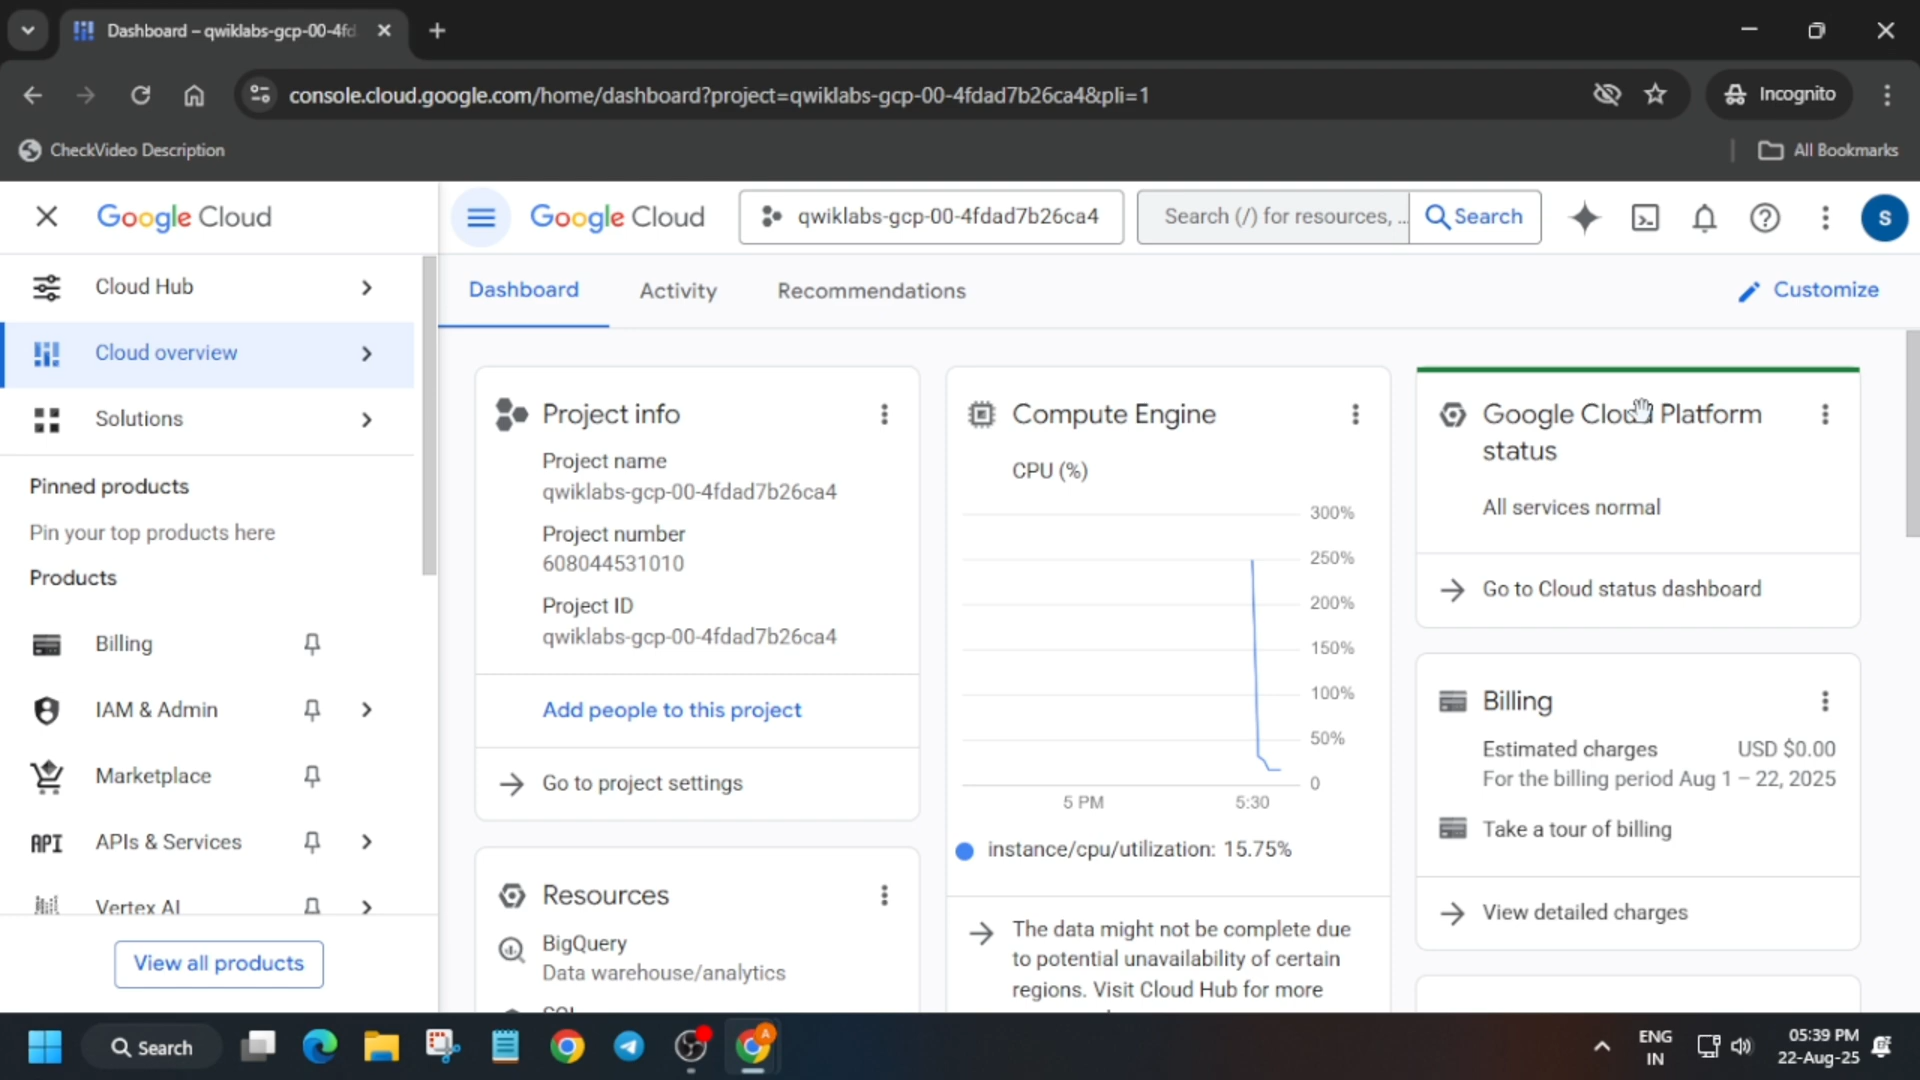 Dashboard – qwiklabs-gcp-00-4fd
console.cloud.google.com/home/dashboard?project=qwiklabs-gcp-00-4fdad7b26ca4&pli=1
Incognito
CheckVideo Description
All Bookmarks
Google Cloud
Google Cloud
qwiklabs-gcp-00-4fdad7b26ca4
Search (/) for resources, ...
Search
S
Cloud Hub
Cloud overview
Solutions
Pinned products
Pin your top products here
Products
Billing
IAM & Admin
Marketplace
API
APIs & Services
Vertex AI
View all products
Dashboard
Activity
Recommendations
Customize
Project info
Project name
qwiklabs-gcp-00-4fdad7b26ca4
Project number
608044531010
Project ID
qwiklabs-gcp-00-4fdad7b26ca4
Add people to this project
Go to project settings
Resources
BigQuery
Data warehouse/analytics
SQL
Compute Engine
CPU (%)
300%
250%
200%
150%
100%
50%
0
5 PM
5:30
instance/cpu/utilization: 15.75%
The data might not be complete due
to potential unavailability of certain
regions. Visit Cloud Hub for more
Google Cloud Platform
status
All services normal
Go to Cloud status dashboard
Billing
Estimated charges USD $0.00
For the billing period Aug 1 – 22, 2025
Take a tour of billing
View detailed charges
Search
A
ENG
IN
05:39 PM
22-Aug-25